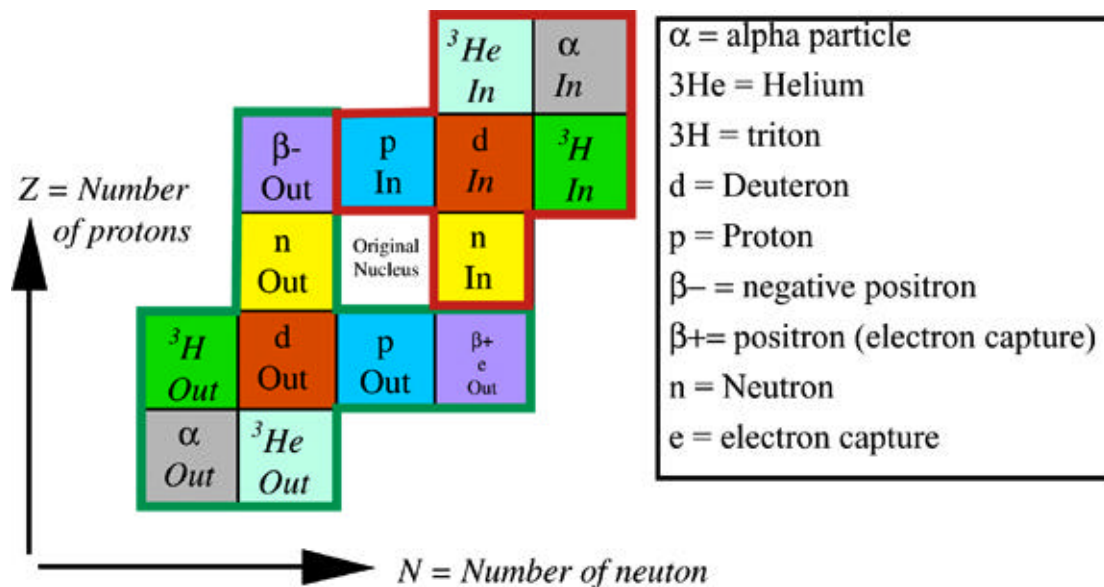 3He
In
α
In
β-
Out
p
In
d
In
3H
In
Z = Number
of protons
n
Out
Original
Nucleus
n
In
3H
Out
d
Out
p
Out
β+
e
Out
α
Out
3He
Out
N = Number of neuton
α = alpha particle
3He = Helium
3H = triton
d = Deuteron
p = Proton
β− = negative positron
β+= positron (electron capture)
n = Neutron
e = electron capture